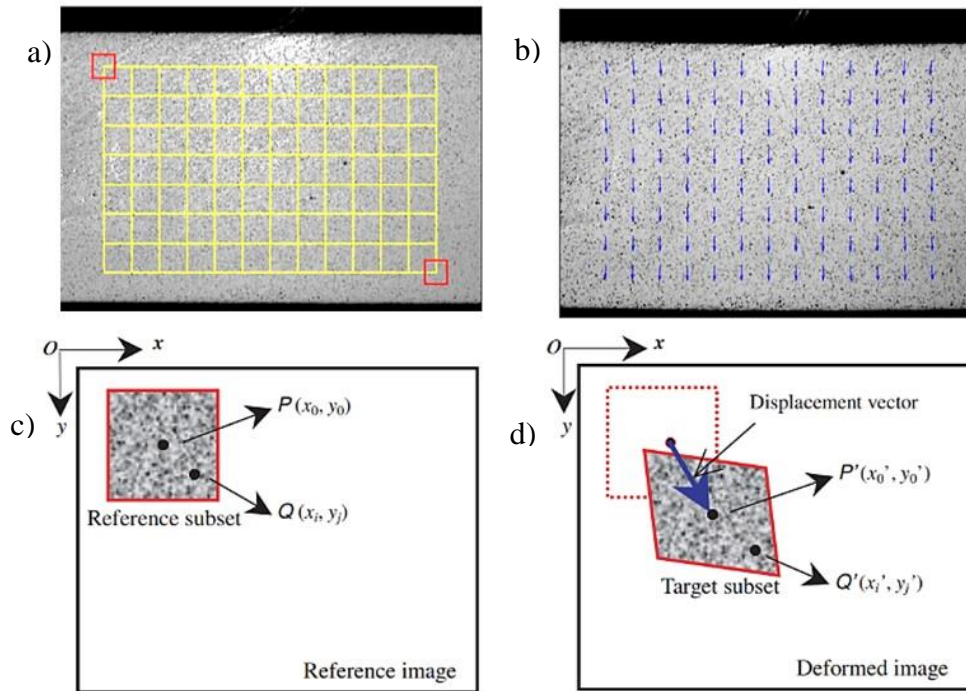 a)
b)
O
x
y
c)
P(x₀, y₀)
Q (xᵢ, yⱼ)
Reference subset
Reference image
O
x
y
d)
Displacement vector
P'(x₀', y₀')
Q'(xᵢ', yⱼ')
Target subset
Deformed image